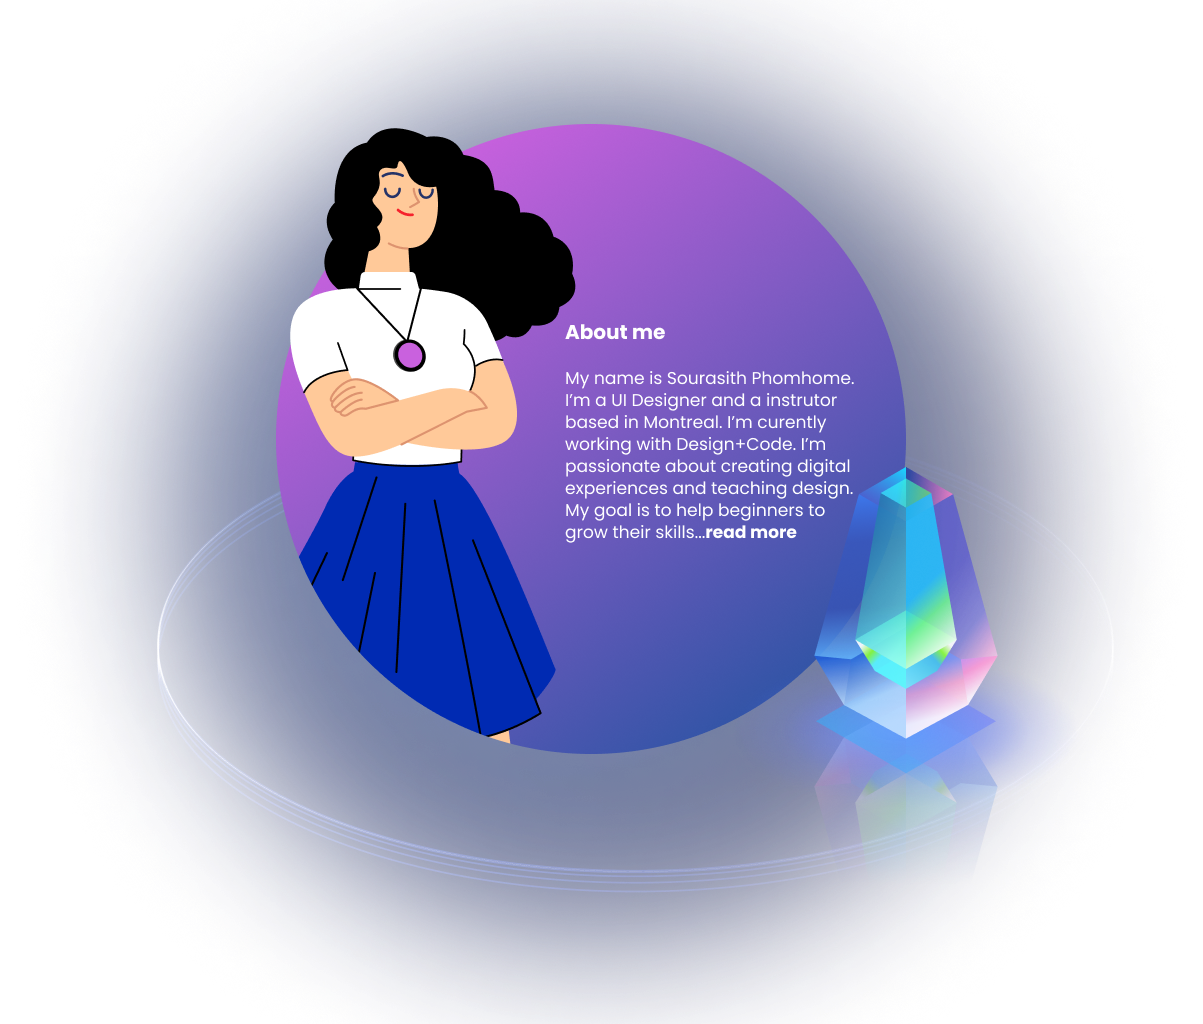 About me
My name is Sourasith Phomhome.
I'm a UI Designer and a instrutor
based in Montreal. I'm curently
working with Design+Code. I'm
passionate about creating digital
experiences and teaching design.
My goal is to help beginners to
grow their skills...read more